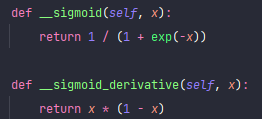 def __sigmoid(self, x):
    return 1 / (1 + exp(-x))
def __sigmoid_derivative(self, x):
    return x * (1 - x)